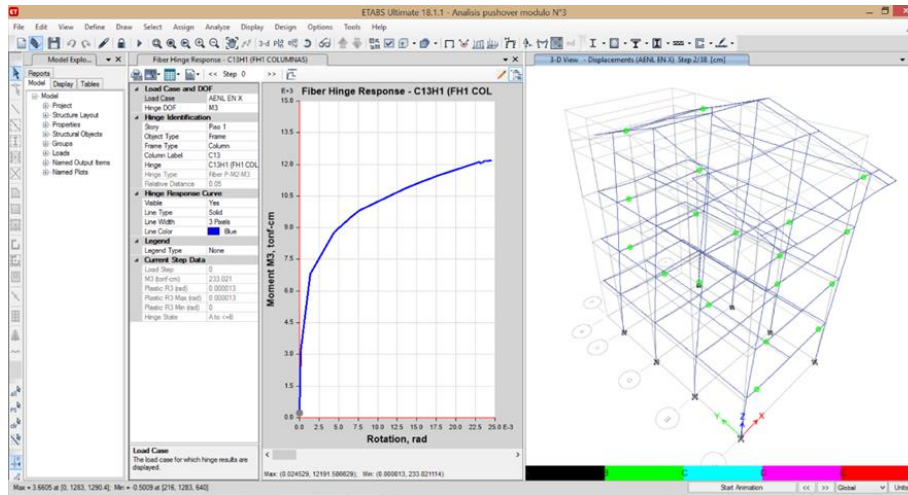 ETABS Ultimate 18.1.1 - Analisis pushover modulo N°3
File Edit View Define Draw Select Assign Analyze Display Design Options Tools Help
Model Explo...
Fiber Hinge Response - C13H1 (FH1 COLUMNAS)
3-D View - Displacements (AENL EN X) Step 2/38 [cm]
Reports
Model Display Tables
Model
Project
Structure Layout
Properties
Structural Objects
Groups
Loads
Named Output Items
Named Plots
<< Step 0 >>
Load Case and DOF
Load Case AENL EN X
Hinge DOF M3
Hinge Identification
Story Piso 1
Object Type Frame
Frame Type Column
Column Label C13
Hinge C13H1 (FH1 COL
Hinge Type Fiber P-M2-M3
Relative Distance 0.05
Hinge Response Curve
Visible Yes
Line Type Solid
Line Width 3 Pixels
Line Color Blue
Legend
Legend Type None
Current Step Data
Load Step 0
M3 (tonf-cm) 233.021
Plastic R3 (rad) 0.000013
Plastic R3 Max (rad) 0.000013
Plastic R3 Min (rad) 0
Hinge State A to <=B
Load Case
The load case for which hinge results are displayed.
E+3 Fiber Hinge Response - C13H1 (FH1 COL
15.0
13.5
12.0
10.5
9.0
7.5
6.0
4.5
3.0
1.5
0.0
Moment M3, tonf-cm
0.0 2.5 5.0 7.5 10.0 12.5 15.0 17.5 20.0 22.5 25.0 E-3
Rotation, rad
Max: (0.024529, 12191.586629); Min: (0.000013, 233.021114)
Y Z X
Max = 3.6605 at [0, 1283, 1290.4]; Min = -0.5009 at [216, 1283, 640]
Start Animation << >> Global Units